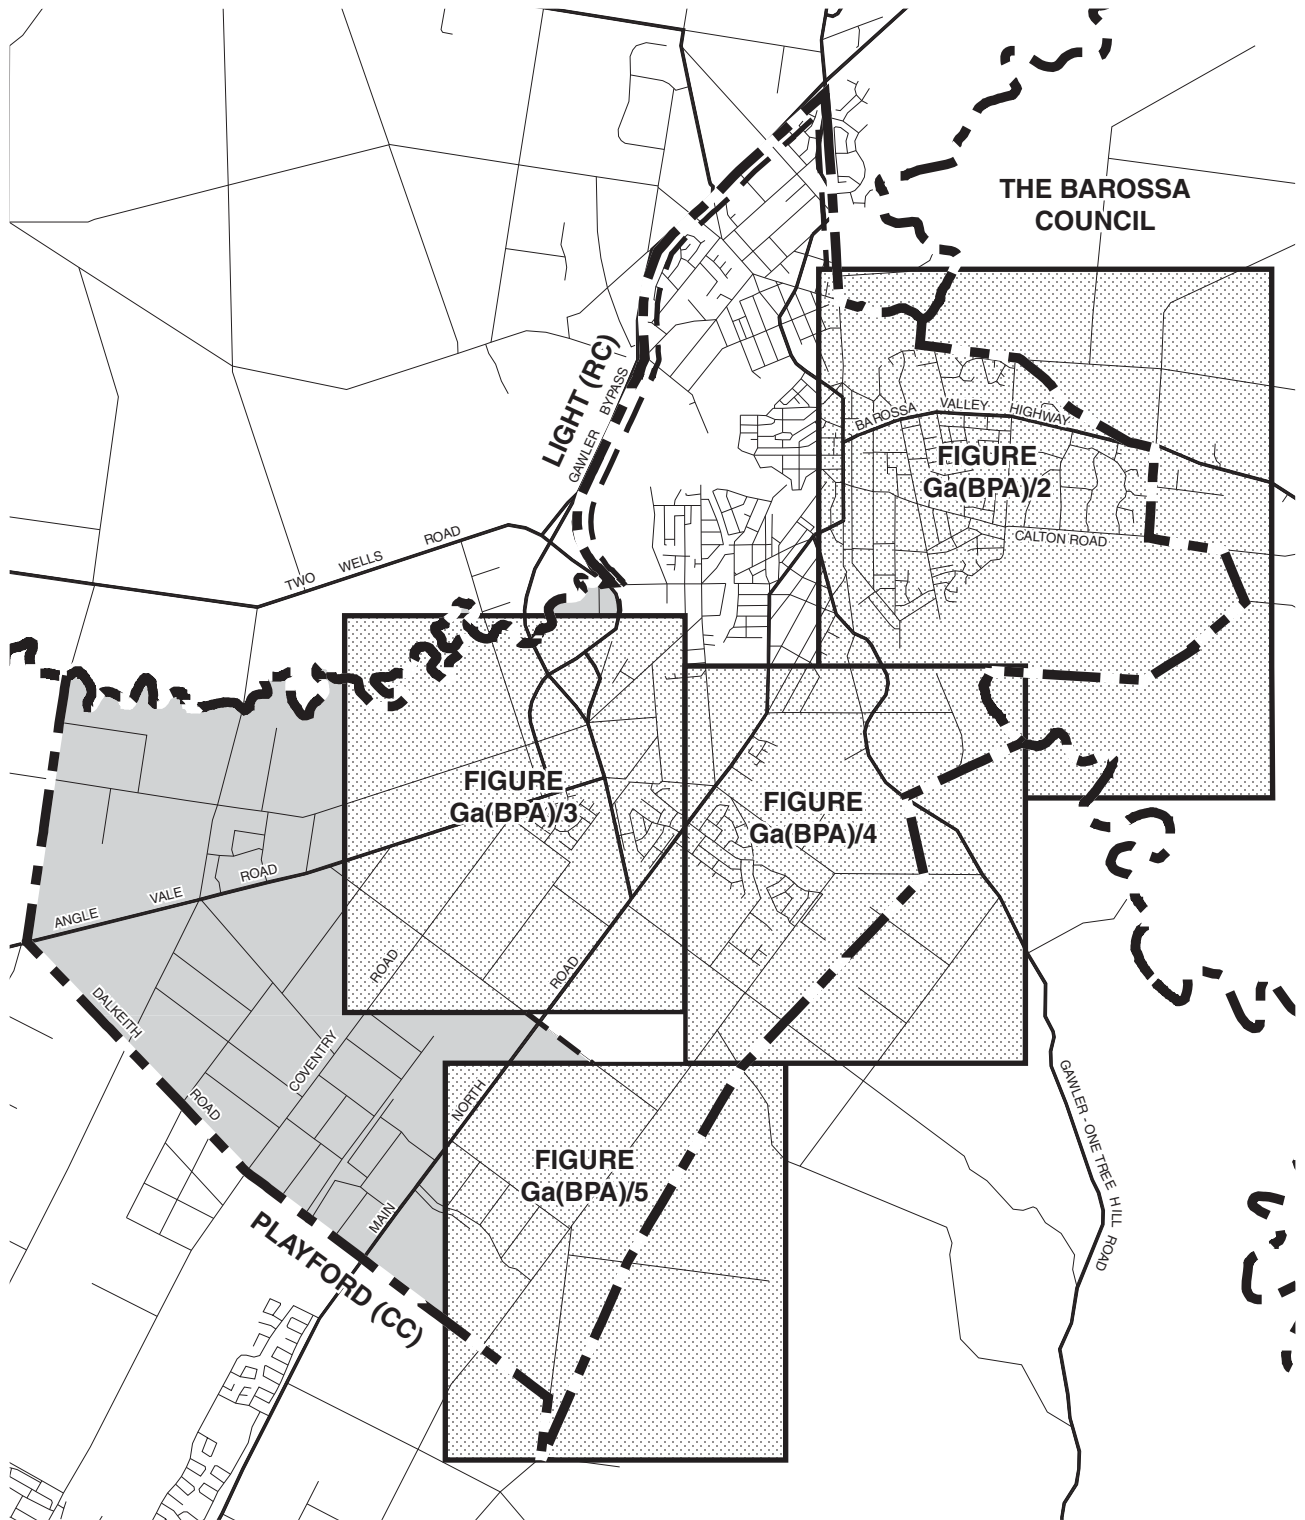 THE BAROSSA
COUNCIL
LIGHT (RC)
GAWLER BYPASS
BAROSSA VALLEY HIGHWAY
FIGURE
Ga(BPA)/2
CALTON ROAD
TWO WELLS ROAD
FIGURE
Ga(BPA)/3
FIGURE
Ga(BPA)/4
ANGLE VALE ROAD
DALKEITH ROAD
COVENTRY ROAD
MAIN NORTH ROAD
GAWLER - ONE TREE HILL ROAD
FIGURE
Ga(BPA)/5
PLAYFORD (CC)